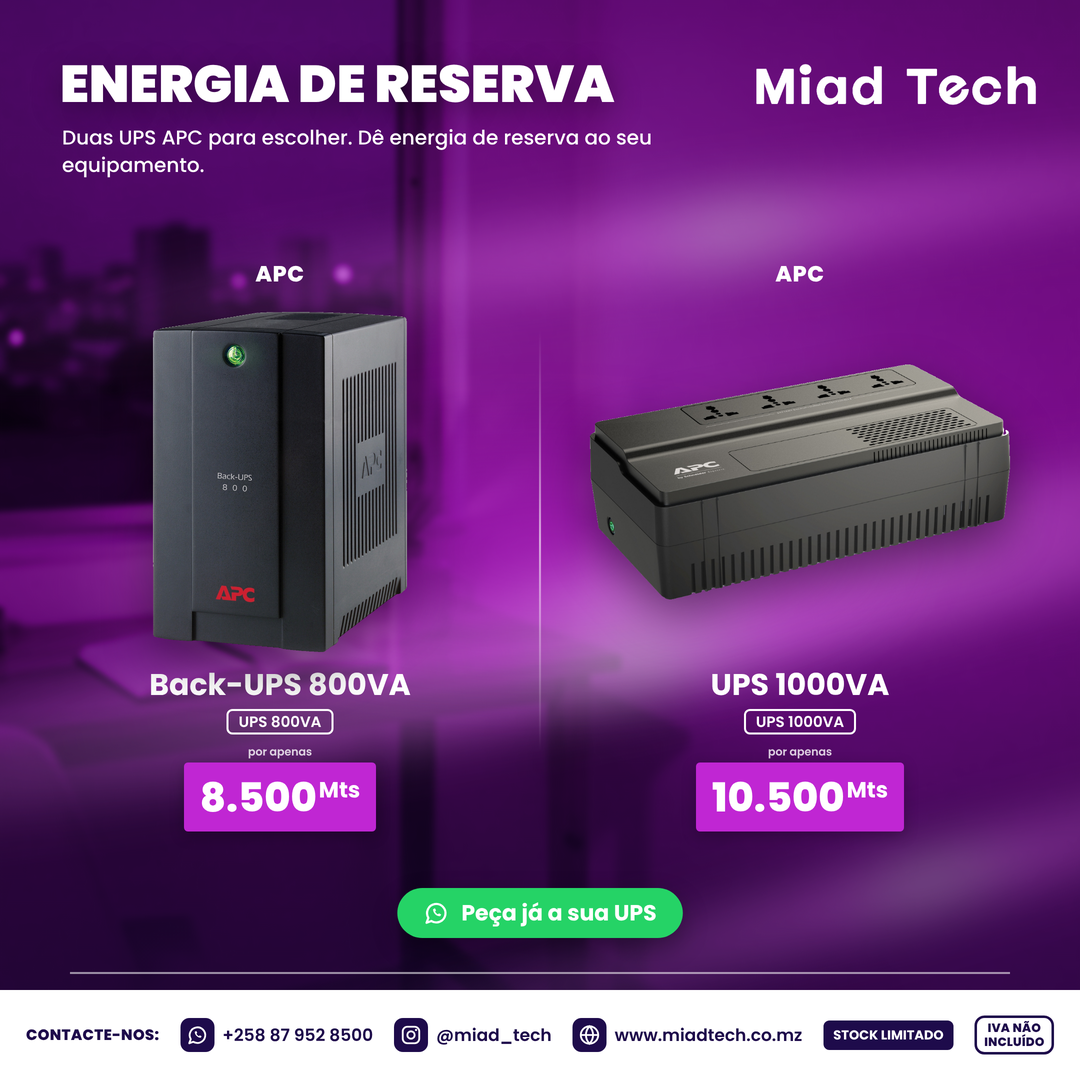 ENERGIA DE RESERVA
Miad Tech
Duas UPS APC para escolher. Dê energia de reserva ao seu
equipamento.
APC
APC
Back-UPS
800
APC
APC
APC
Back-UPS 800VA
UPS 1000VA
UPS 800VA
UPS 1000VA
por apenas
por apenas
8.500Mts
10.500Mts
Peça já a sua UPS
CONTACTE-NOS:
+258 87 952 8500
@miad_tech
www.miadtech.co.mz
STOCK LIMITADO
IVA NÃO
INCLUÍDO